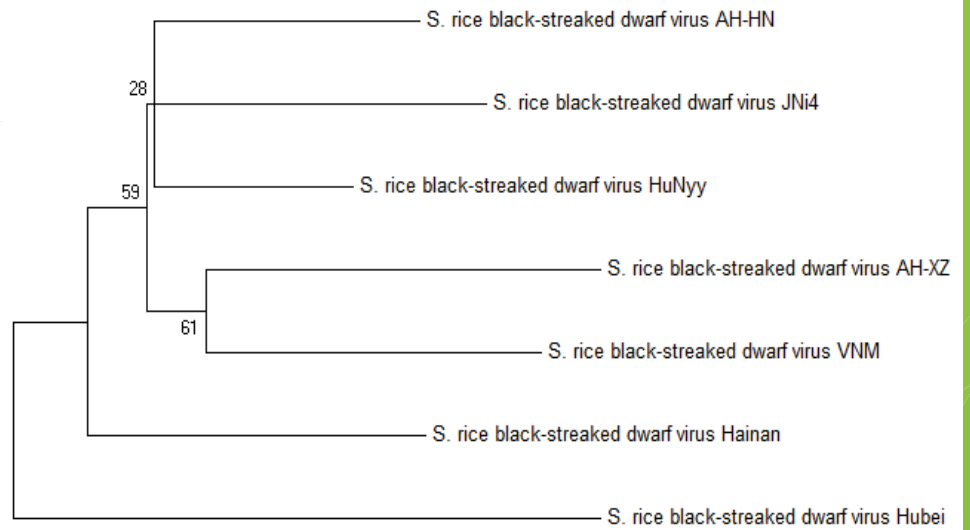 S. rice black-streaked dwarf virus AH-HN
28
S. rice black-streaked dwarf virus JNi4
S. rice black-streaked dwarf virus HuNyy
59
S. rice black-streaked dwarf virus AH-XZ
61
S. rice black-streaked dwarf virus VNM
S. rice black-streaked dwarf virus Hainan
S. rice black-streaked dwarf virus Hubei